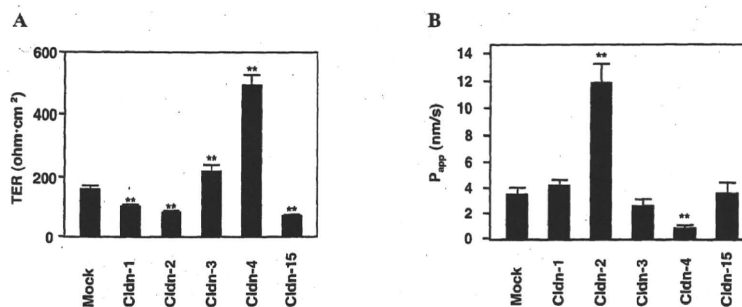 A
TER (ohm·cm²)
600
400
200
0
**
**
**
**
**
Mock
Cldn-1
Cldn-2
Cldn-3
Cldn-4
Cldn-15
B
Papp (nm/s)
14
12
10
8
6
4
2
0
**
**
Mock
Cldn-1
Cldn-2
Cldn-3
Cldn-4
Cldn-15